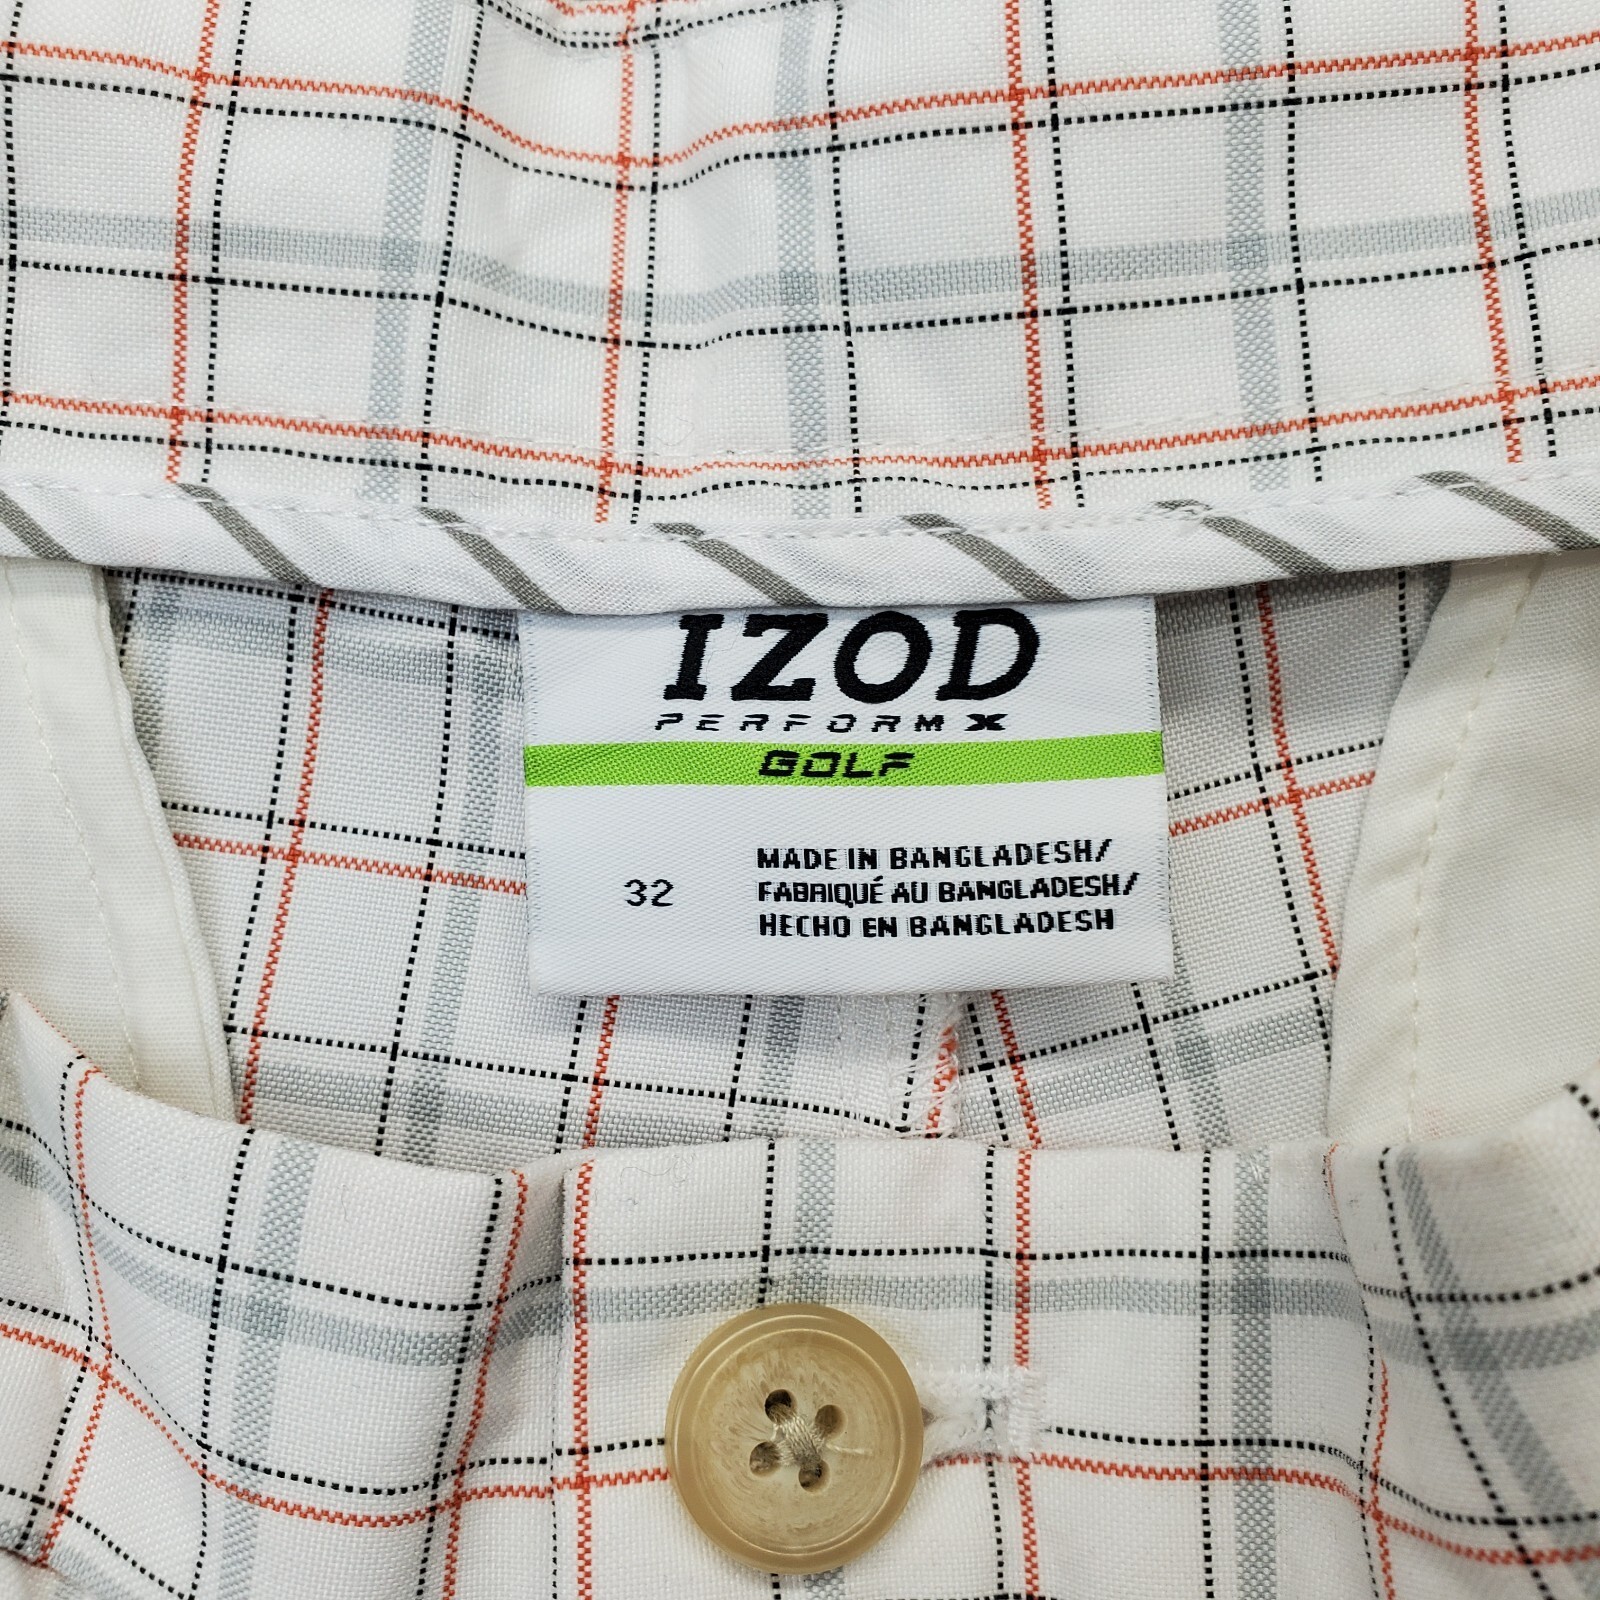 IZOD
PERFORM X
GOLF
32
MADE IN BANGLADESH/
FABRIQUÉ AU BANGLADESH/
HECHO EN BANGLADESH